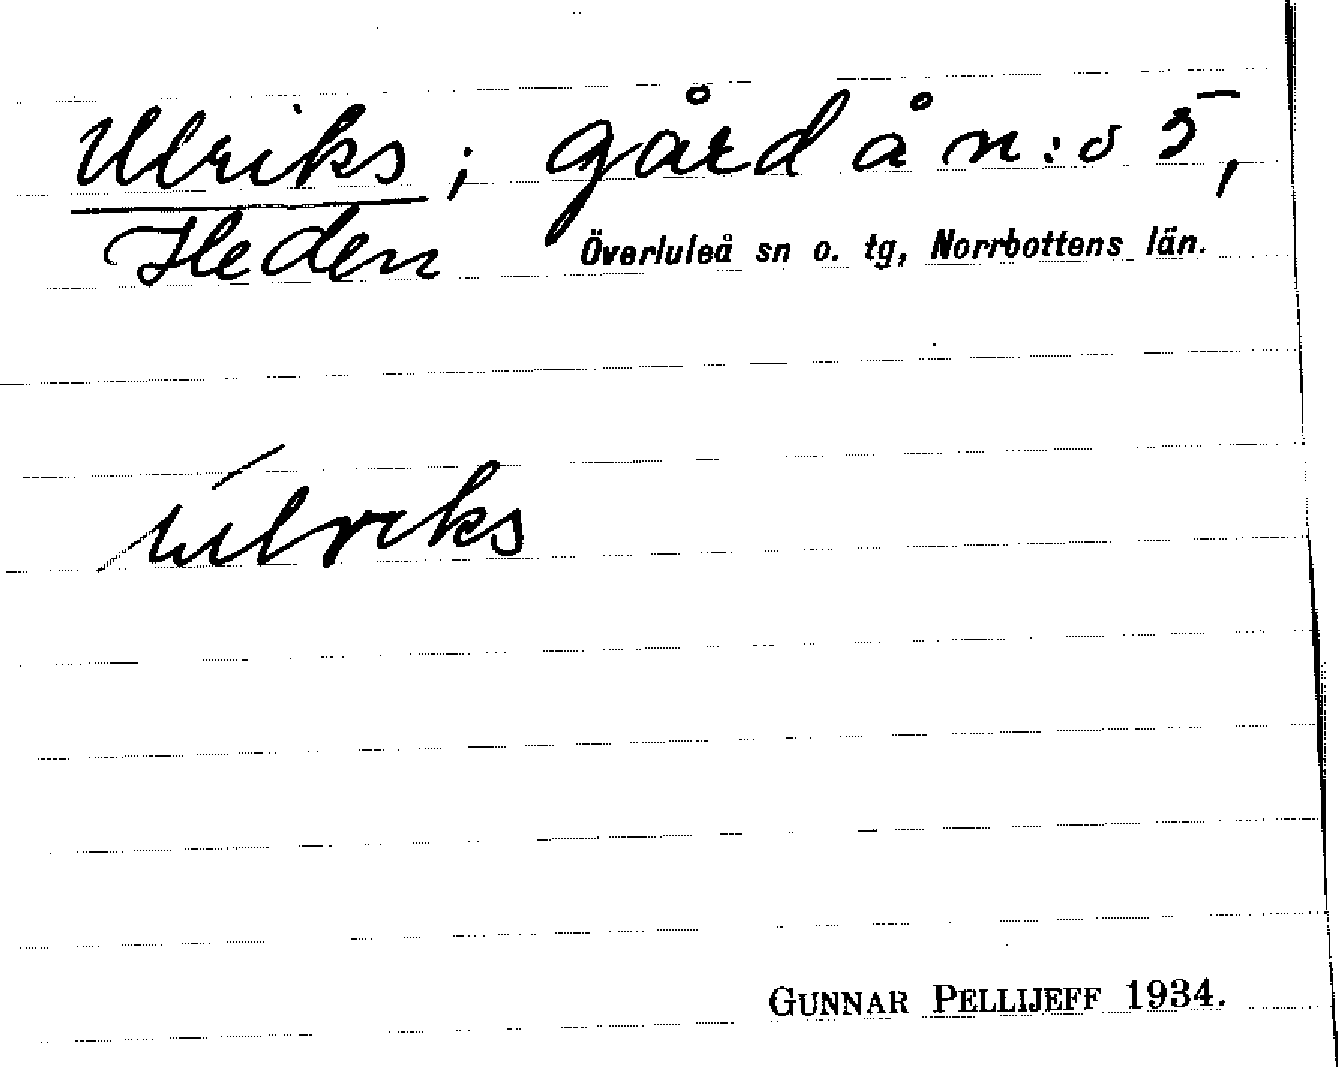 Ulriks; gård å n:o 5,
Heden Överluleå sn o. tg, Norrbottens län.
úlriks
GUNNAR PELLIJEFF 1934.